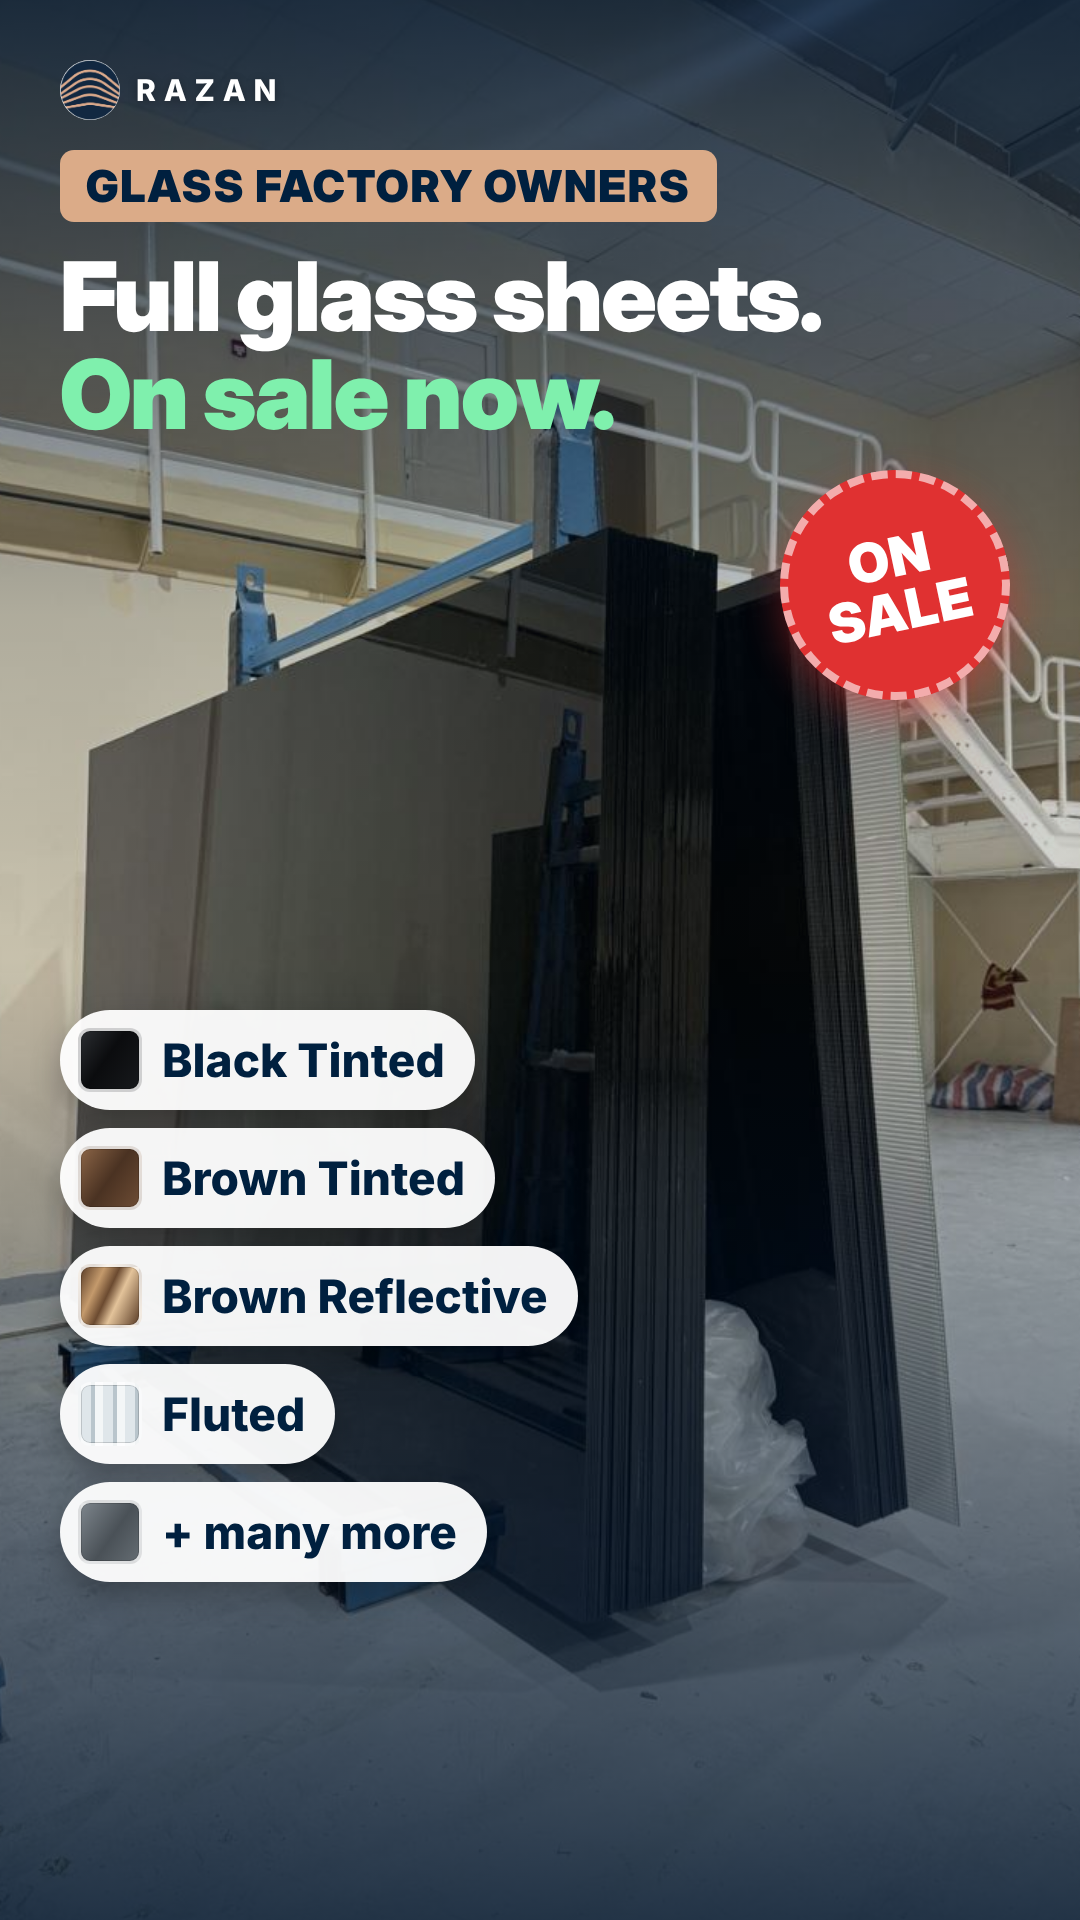 RAZAN
GLASS FACTORY OWNERS
Full glass sheets.
On sale now.
ON
SALE
Black Tinted
Brown Tinted
Brown Reflective
Fluted
+ many more